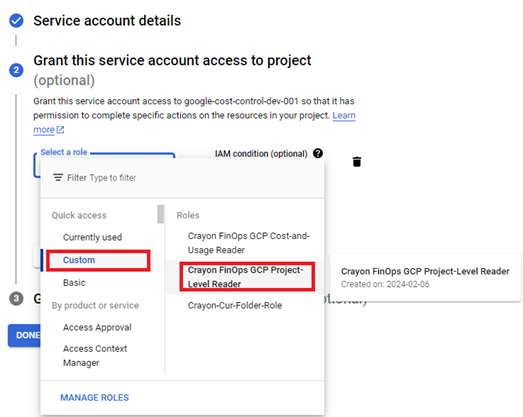 Service account details
2
Grant this service account access to project
(optional)
Grant this service account access to google-cost-control-dev-001 so that it has
permission to complete specific actions on the resources in your project. Learn
more
Select a role
IAM condition (optional)
Filter Type to filter
Quick access
Currently used
Custom
Basic
By product or service
Access Approval
Access Context
Manager
Roles
Crayon FinOps GCP Cost-and-
Usage Reader
Crayon FinOps GCP Project-
Level Reader
Crayon-Cur-Folder-Role
Crayon FinOps GCP Project-Level Reader
Created on: 2024-02-06
3
DONE
MANAGE ROLES